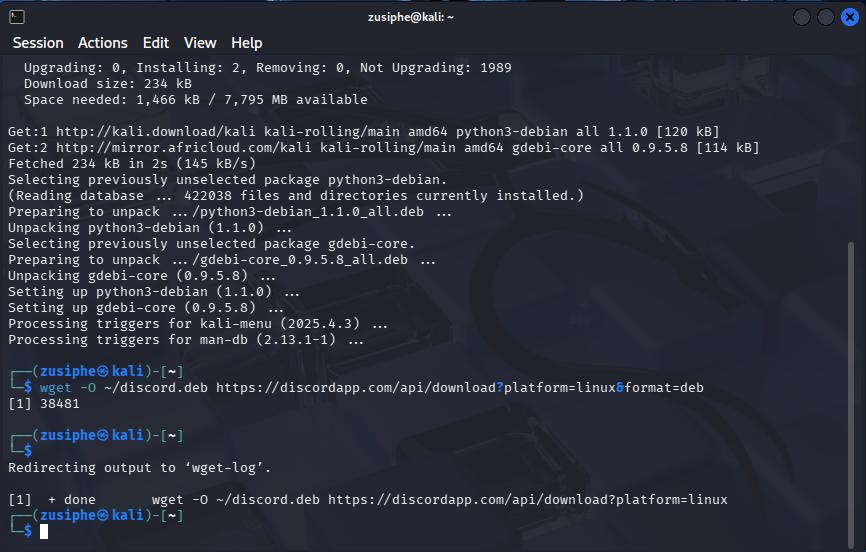 zusiphe@kali: ~
Session Actions Edit View Help
Upgrading: 0, Installing: 2, Removing: 0, Not Upgrading: 1989
Download size: 234 kB
Space needed: 1,466 kB / 7,795 MB available
Get:1 http://kali.download/kali kali-rolling/main amd64 python3-debian all 1.1.0 [120 kB]
Get:2 http://mirror.africloud.com/kali kali-rolling/main amd64 gdebi-core all 0.9.5.8 [114 kB]
Fetched 234 kB in 2s (145 kB/s)
Selecting previously unselected package python3-debian.
(Reading database ... 422038 files and directories currently installed.)
Preparing to unpack .../python3-debian_1.1.0_all.deb ...
Unpacking python3-debian (1.1.0) ...
Selecting previously unselected package gdebi-core.
Preparing to unpack .../gdebi-core_0.9.5.8_all.deb ...
Unpacking gdebi-core (0.9.5.8) ...
Setting up python3-debian (1.1.0) ...
Setting up gdebi-core (0.9.5.8) ...
Processing triggers for kali-menu (2025.4.3) ...
Processing triggers for man-db (2.13.1-1) ...
┌──(zusiphe㉿kali)-[~]
└─$ wget -O ~/discord.deb https://discordapp.com/api/download?platform=linux&format=deb
[1] 38481
┌──(zusiphe㉿kali)-[~]
└─$
Redirecting output to ‘wget-log’.
[1]  + done       wget -O ~/discord.deb https://discordapp.com/api/download?platform=linux
┌──(zusiphe㉿kali)-[~]
└─$